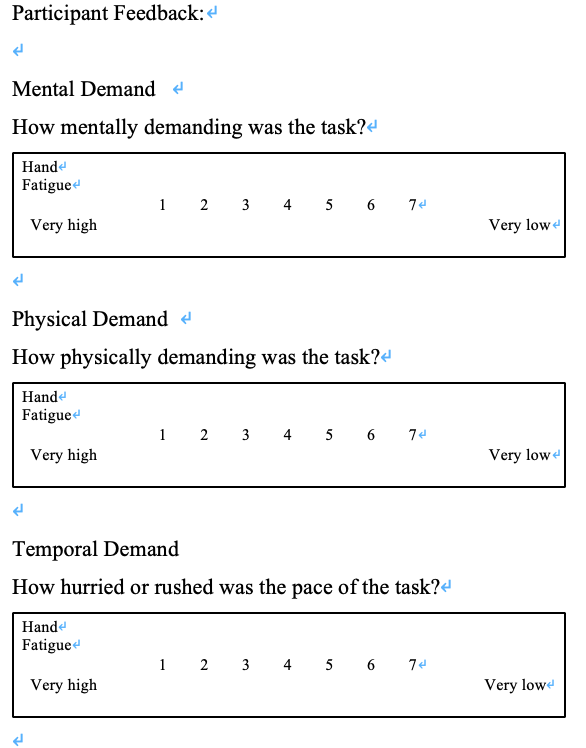 Participant Feedback:
Mental Demand
How mentally demanding was the task?
Hand
Fatigue
1 2 3 4 5 6 7
Very high Very low
Physical Demand
How physically demanding was the task?
Hand
Fatigue
1 2 3 4 5 6 7
Very high Very low
Temporal Demand
How hurried or rushed was the pace of the task?
Hand
Fatigue
1 2 3 4 5 6 7
Very high Very low